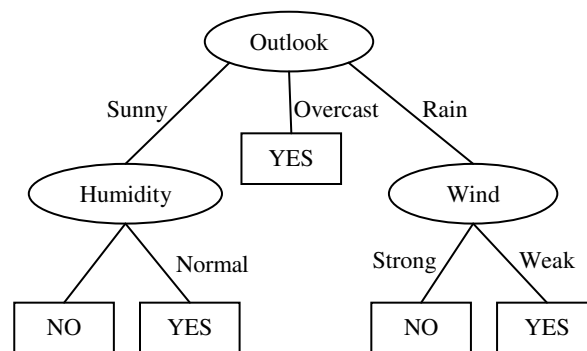 Outlook
Sunny Overcast Rain
YES
Humidity Wind
Normal Strong Weak
NO YES NO YES